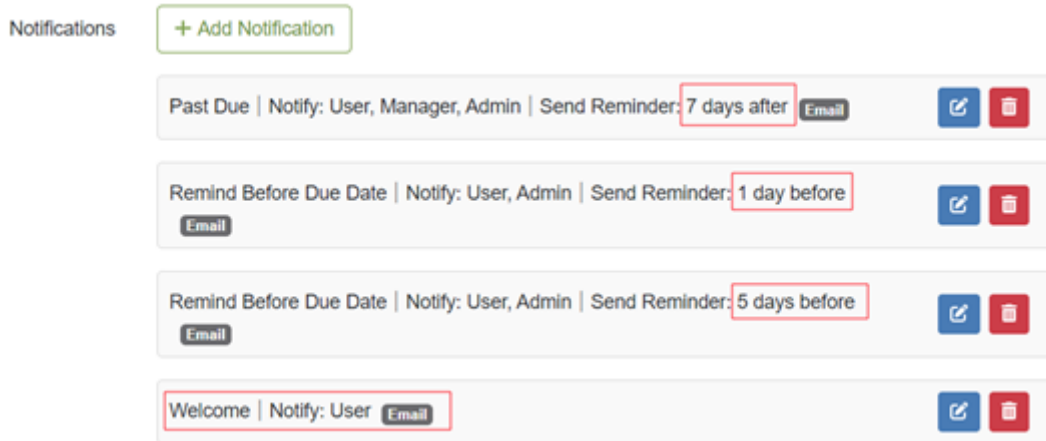 Notifications
+ Add Notification
Past Due | Notify: User, Manager, Admin | Send Reminder: 7 days after Email
Remind Before Due Date | Notify: User, Admin | Send Reminder: 1 day before
Email
Remind Before Due Date | Notify: User, Admin | Send Reminder: 5 days before
Email
Welcome | Notify: User Email